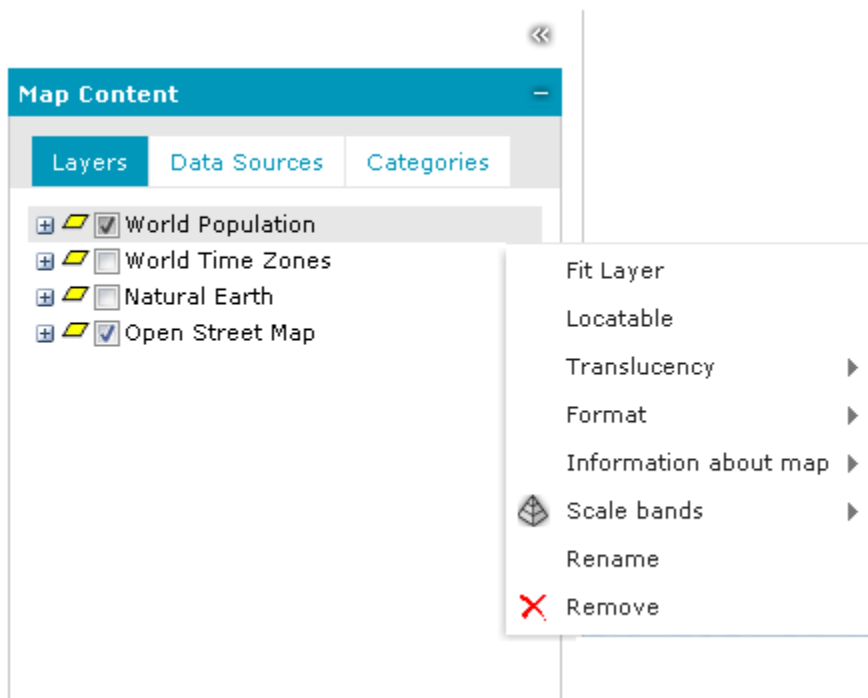 Map Content
Layers Data Sources Categories
World Population
World Time Zones
Natural Earth
Open Street Map
Fit Layer
Locatable
Translucency
Format
Information about map
Scale bands
Rename
Remove